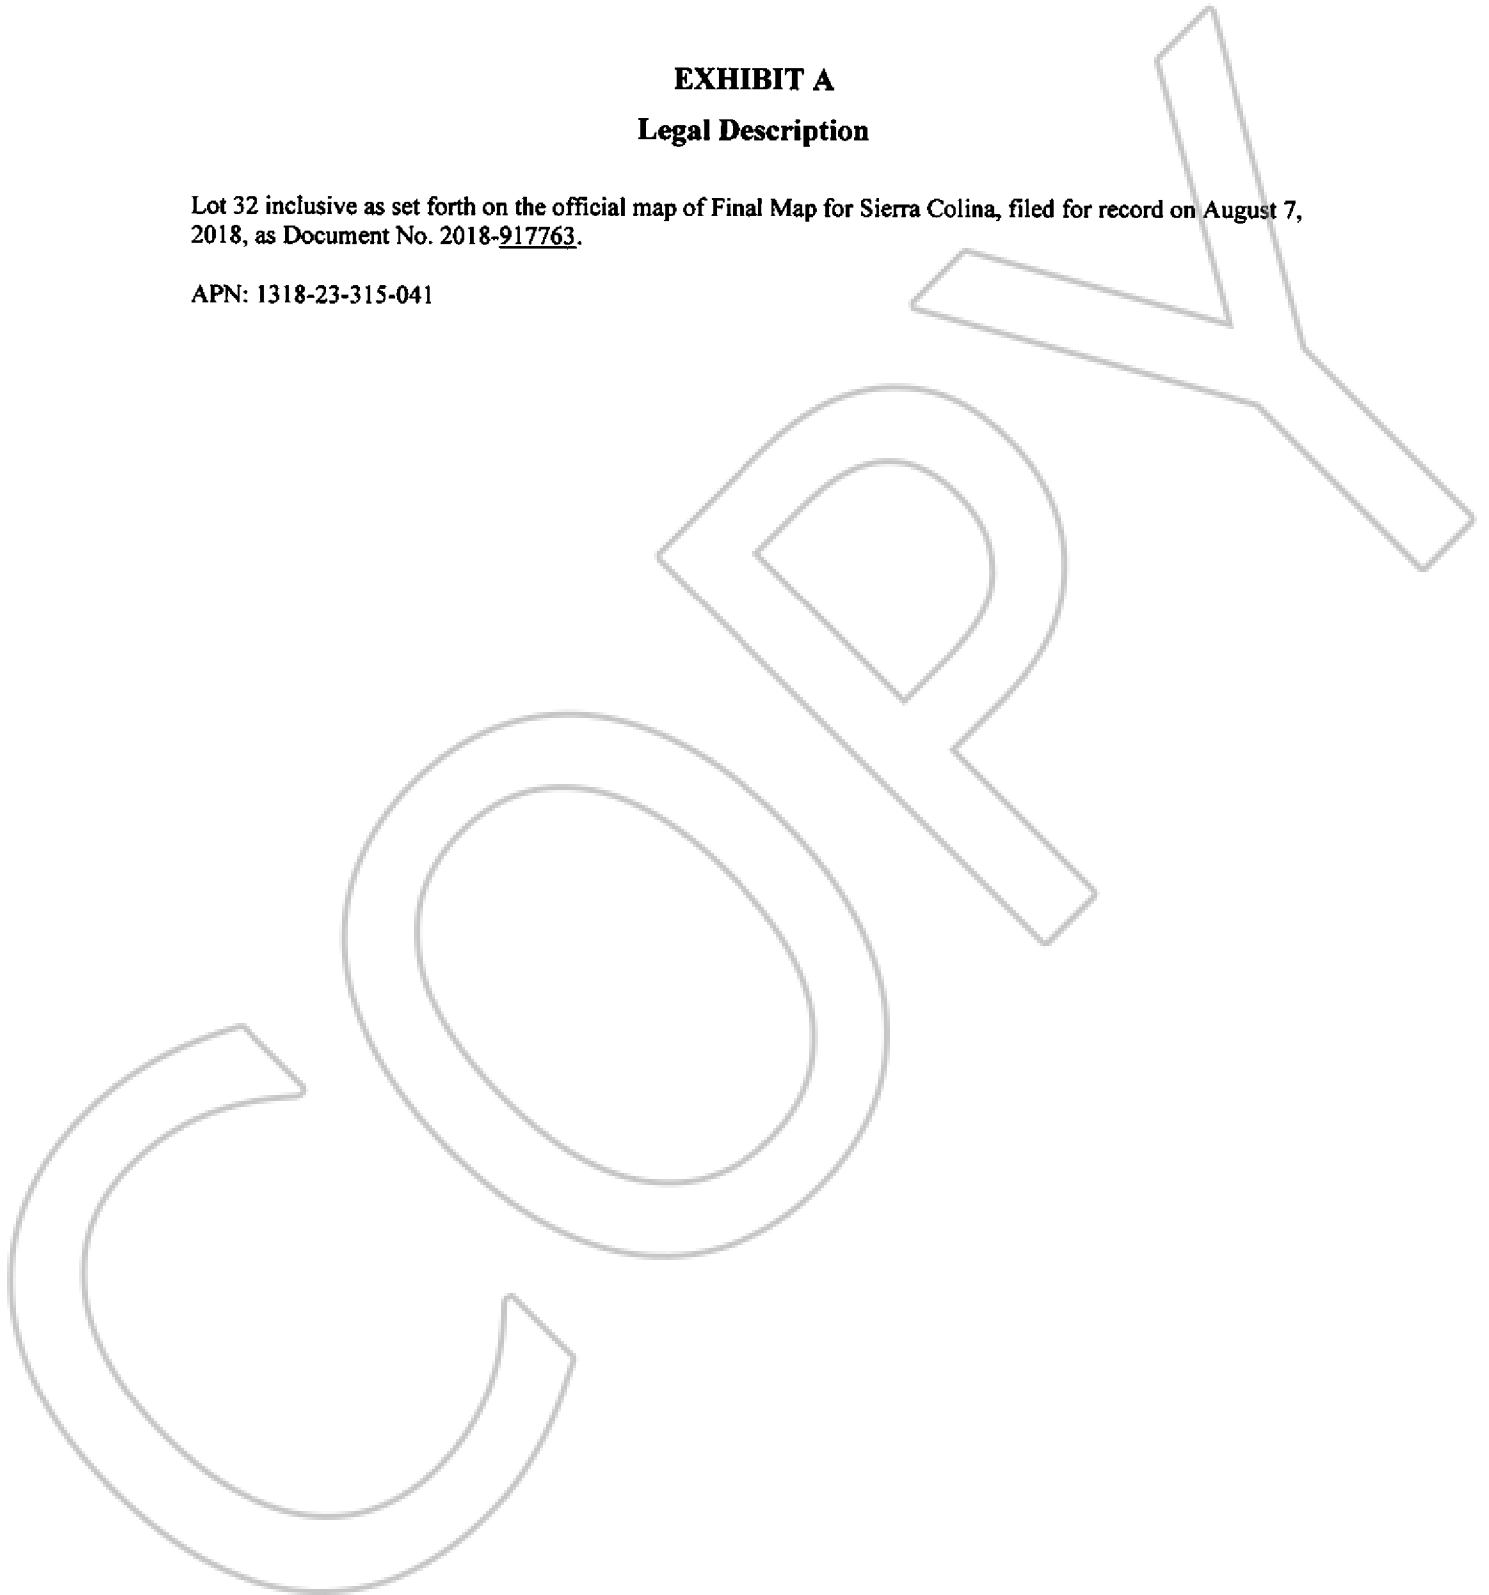 EXHIBIT A
Legal Description
Lot 32 inclusive as set forth on the official map of Final Map for Sierra Colina, filed for record on August 7,
2018, as Document No. 2018-917763.
APN: 1318-23-315-041
COPY